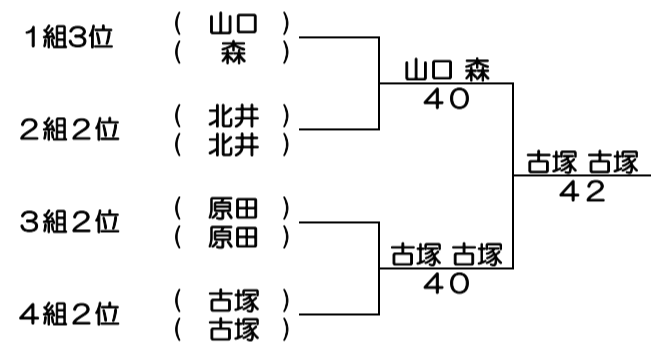 1組3位
( 山口 )
( 森 )
山口 森
40
2組2位
( 北井 )
( 北井 )
古塚 古塚
42
3組2位
( 原田 )
( 原田 )
古塚 古塚
40
4組2位
( 古塚 )
( 古塚 )